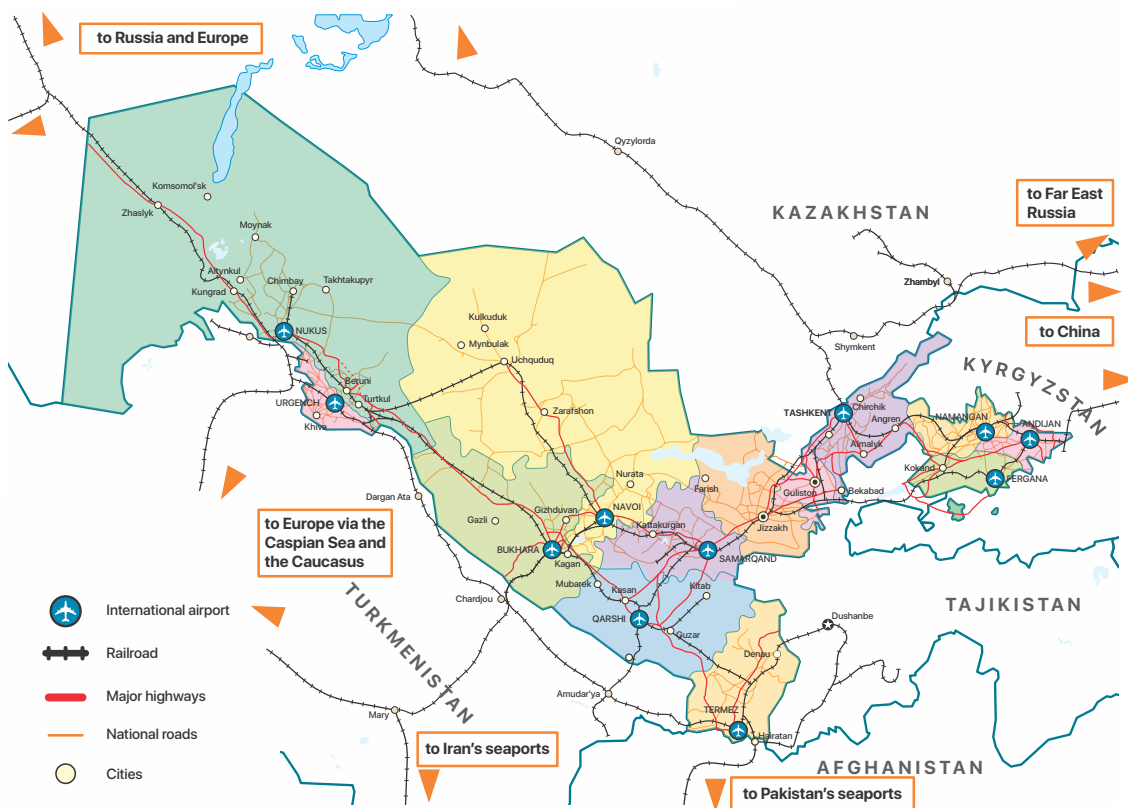 to Russia and Europe
Qyzylorda
KAZAKHSTAN
to Far East
Russia
Komsomol'sk
Zhaslyk
Moynak
Altynkul
Chimbay
Takhtakupyr
Kungrad
Zhambyl
NUKUS
Kulkuduk
Mynbulak
Uchquduq
Shymkent
to China
KYRGYZSTAN
Beruni
URGENCH
Turtkul
Khiva
Zarafshon
TASHKENT
Chirchik
Angren
Almalyk
NAMANGAN
ANDIJAN
Kokand
FERGANA
Nurata
Farish
Guliston
Bekabad
Dargan Ata
Gazli
Gizhduvan
NAVOI
Kattakurgan
Jizzakh
to Europe via the
Caspian Sea and
the Caucasus
BUKHARA
Kagan
SAMARQAND
Mubarek
Kasan
Kitab
Chardjou
TURKMENISTAN
QARSHI
Guzar
TAJIKISTAN
Dushanbe
Denau
International airport
Railroad
Major highways
National roads
Cities
Amudar'ya
Mary
TERMEZ
Hairatan
to Iran's seaports
AFGHANISTAN
to Pakistan's seaports